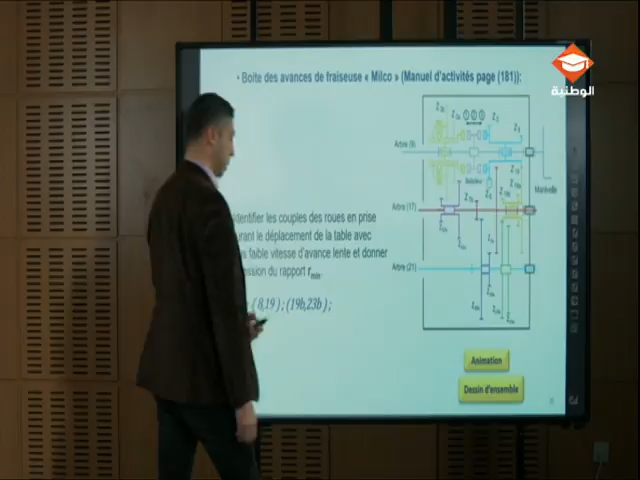 • Boite des avances de fraiseuse « Milco » (Manuel d'activités page (181)):
الوطنية
Arbre (9)
Manivelle
Arbre (17)
dentifier les couples des roues en prise
urant le déplacement de la table avec
faible vitesse d'avance lente et donner
ession du rapport rmin.
Arbre (21)
( 8,19 ) ; (19b,23b) ;
Animation
Dessin d'ensemble